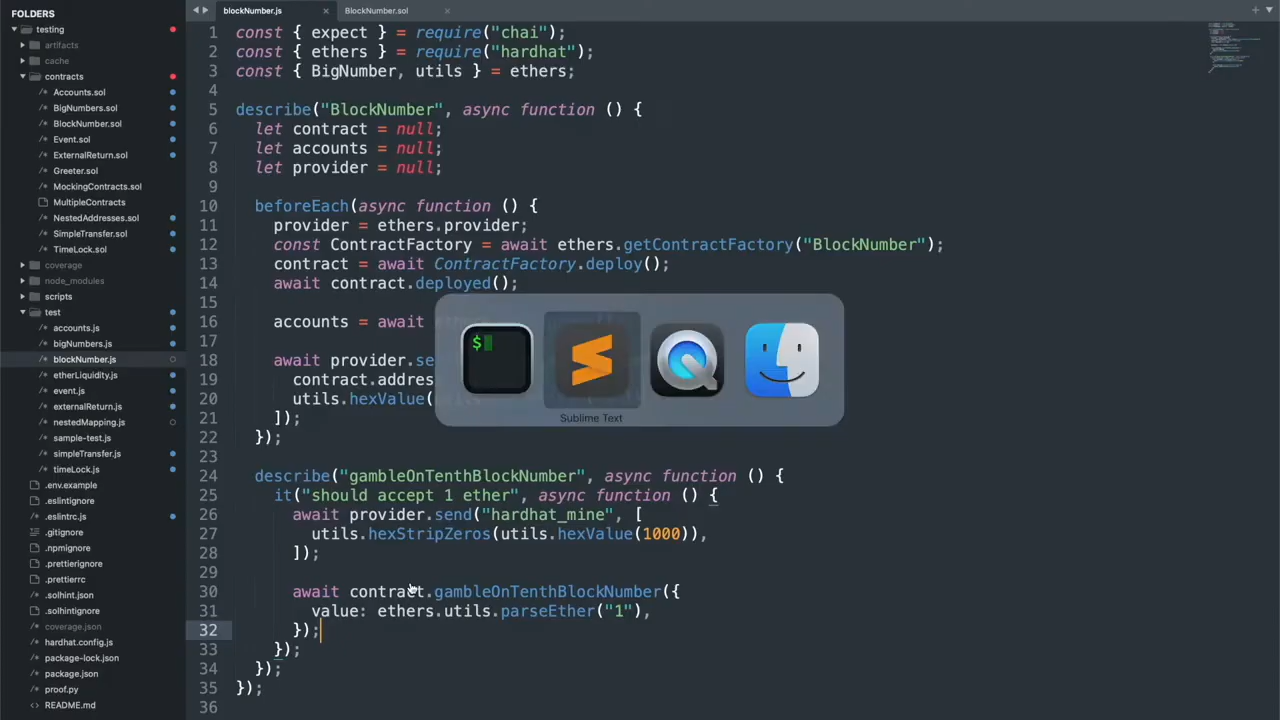 FOLDERS
testing
artifacts
cache
contracts
Accounts.sol
BigNumbers.sol
BlockNumber.sol
Event.sol
ExternalReturn.sol
Greeter.sol
MockingContracts.sol
MultipleContracts
NestedAddresses.sol
SimpleTransfer.sol
TimeLock.sol
coverage
node_modules
scripts
test
accounts.js
bigNumbers.js
blockNumber.js
etherLiquidity.js
event.js
externalReturn.js
nestedMapping.js
sample-test.js
simpleTransfer.js
timeLock.js
.env.example
.eslintignore
.eslintrc.js
.gitignore
.npmignore
.prettierignore
.prettierrc
.solhint.json
.solhintignore
coverage.json
hardhat.config.js
package-lock.json
package.json
proof.py
README.md
blockNumber.js
BlockNumber.sol
1 const { expect } = require("chai");
2 const { ethers } = require("hardhat");
3 const { BigNumber, utils } = ethers;
4
5 describe("BlockNumber", async function () {
6 let contract = null;
7 let accounts = null;
8 let provider = null;
9
10 beforeEach(async function () {
11 provider = ethers.provider;
12 const ContractFactory = await ethers.getContractFactory("BlockNumber");
13 contract = await ContractFactory.deploy();
14 await contract.deployed();
15
16 accounts = await
17
18 await provider.se
19 contract.addres
20 utils.hexValue(
21 ]);
22 });
23
24 describe("gambleOnTenthBlockNumber", async function () {
25 it("should accept 1 ether", async function () {
26 await provider.send("hardhat_mine", [
27 utils.hexStripZeros(utils.hexValue(1000)),
28 ]);
29
30 await contract.gambleOnTenthBlockNumber({
31 value: ethers.utils.parseEther("1"),
32 });
33 });
34 });
35 });
36
$
Sublime Text